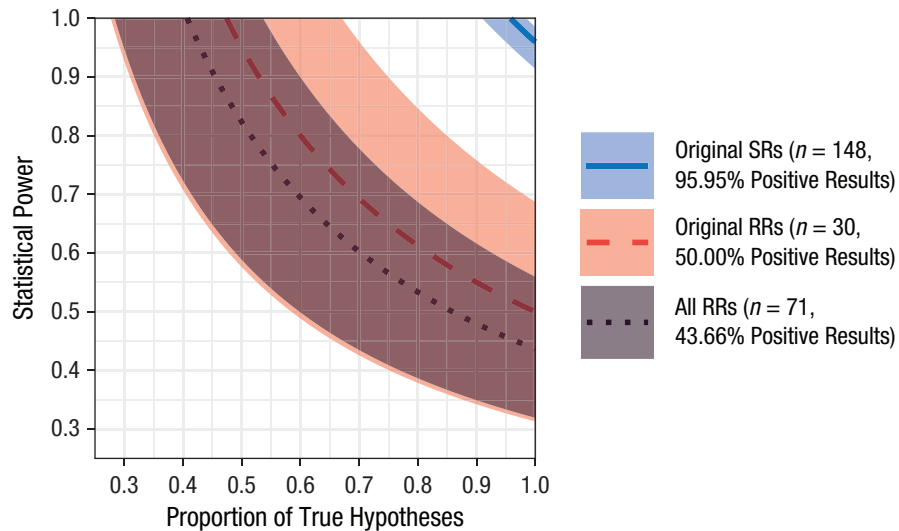 1.0
0.9
0.8
0.7
0.6
0.5
0.4
0.3
Statistical Power
0.3 0.4 0.5 0.6 0.7 0.8 0.9 1.0
Proportion of True Hypotheses
Original SRs (n = 148,
95.95% Positive Results)
Original RRs (n = 30,
50.00% Positive Results)
All RRs (n = 71,
43.66% Positive Results)